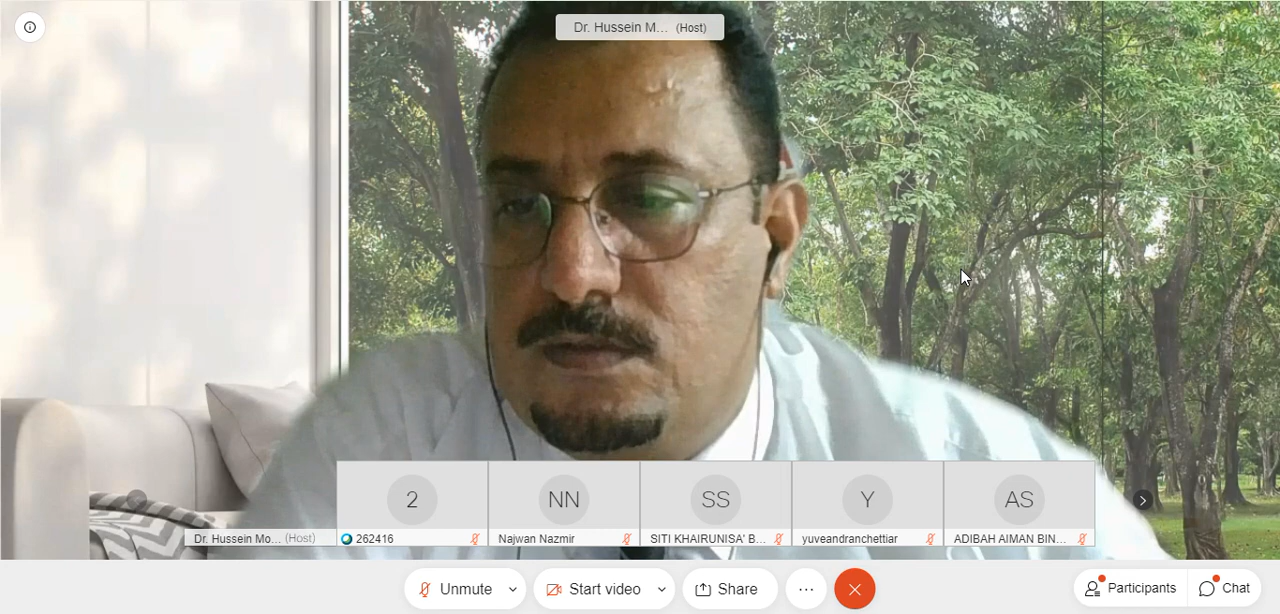 Dr. Hussein M... (Host)
2
NN
SS
Y
AS
Dr. Hussein Mo... (Host)
262416
Najwan Nazmir
SITI KHAIRUNISA' B...
yuveandranchettiar
ADIBAH AIMAN BIN...
Unmute
Start video
Share
Participants
Chat